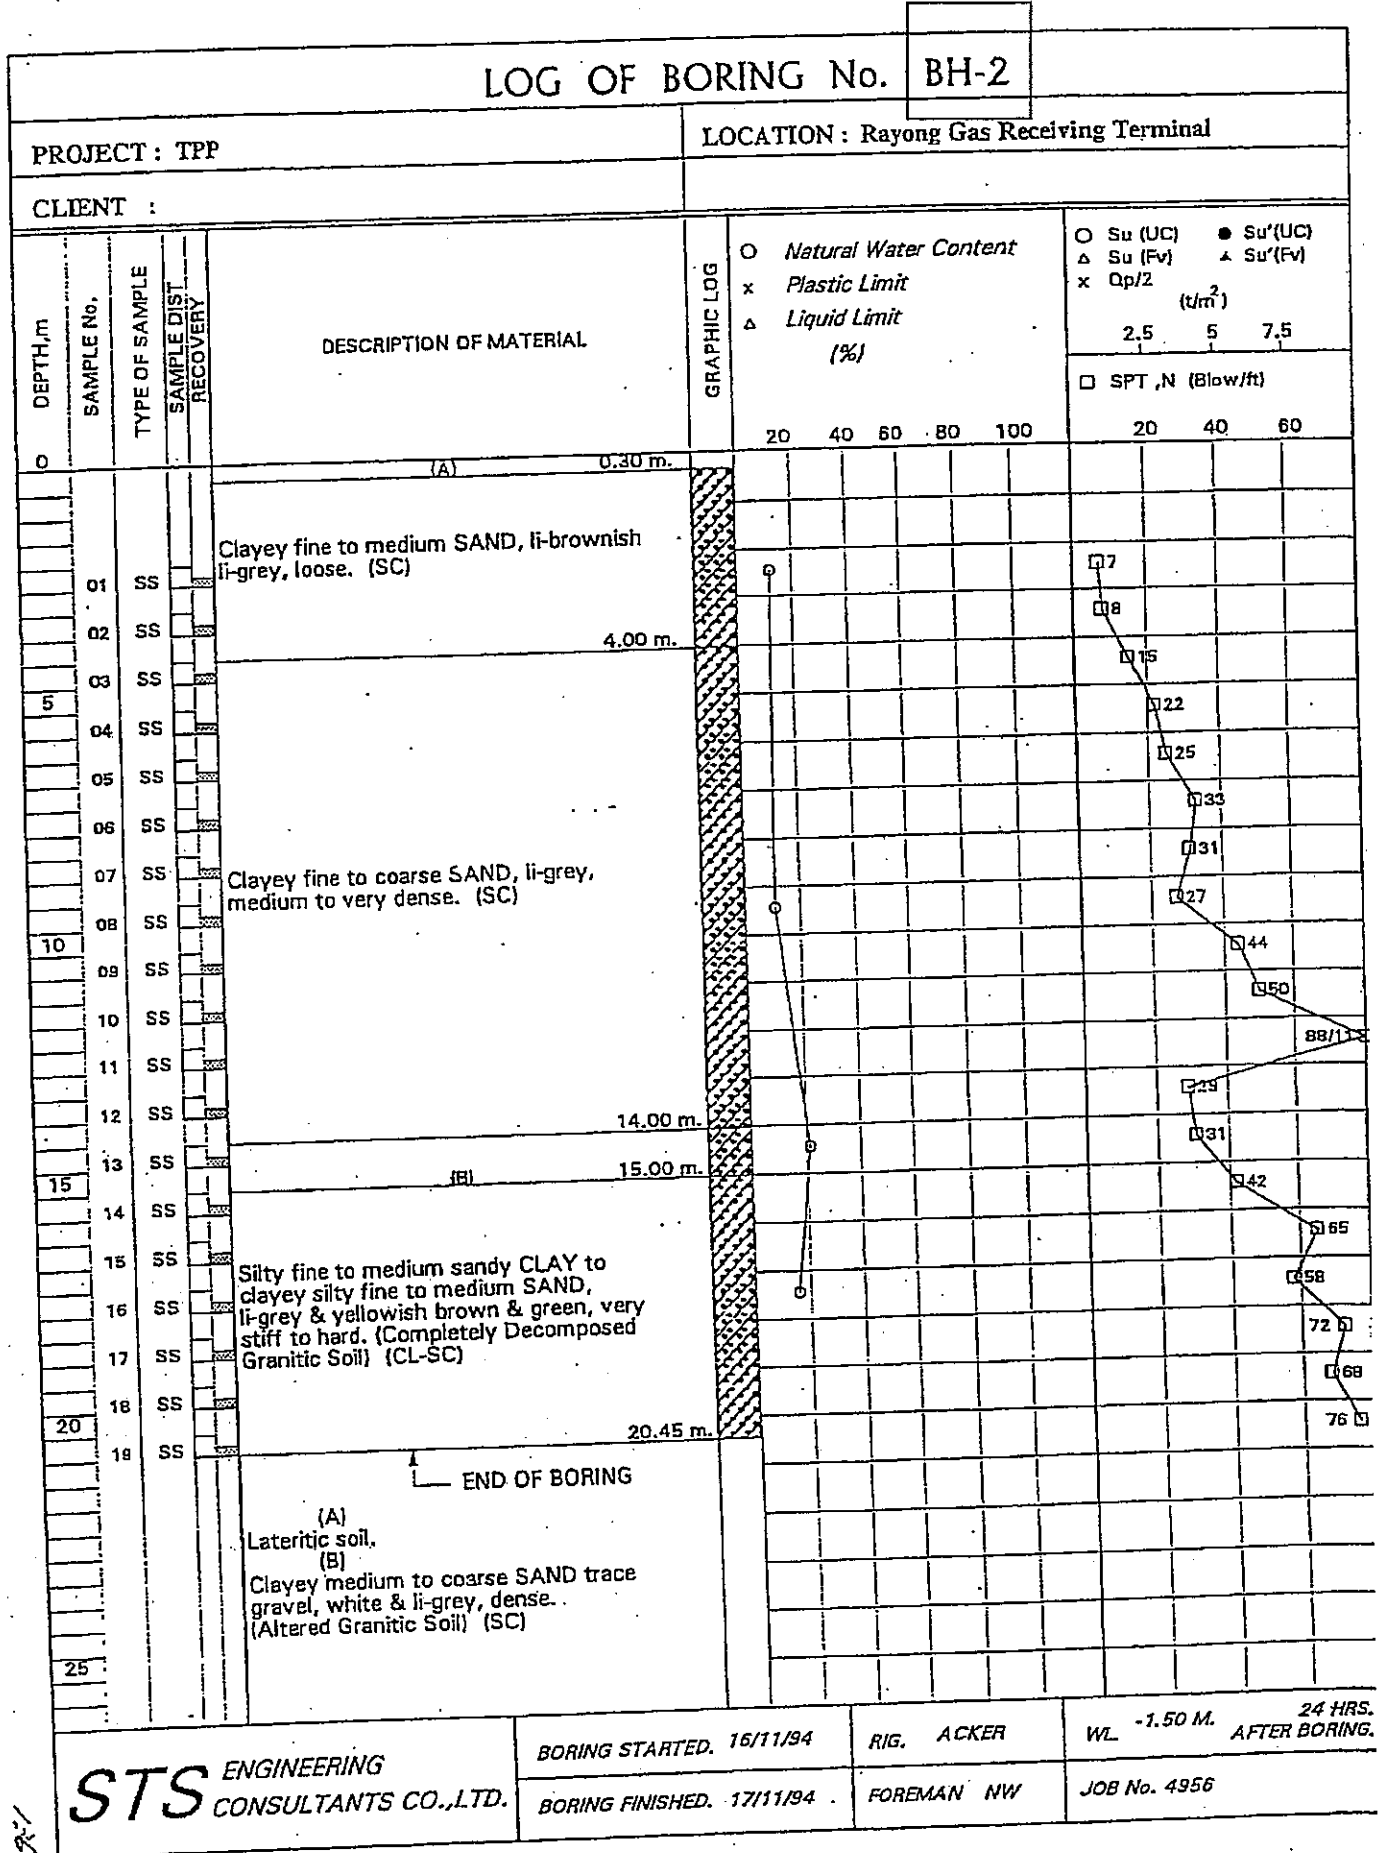 LOG OF BORING No. BH-2
PROJECT : TPP
LOCATION : Rayong Gas Receiving Terminal
CLIENT :
DEPTH,m
SAMPLE No.
TYPE OF SAMPLE
SAMPLE DIST
RECOVERY
DESCRIPTION OF MATERIAL
GRAPHIC LOG
O Natural Water Content
x Plastic Limit
△ Liquid Limit
(%)
20 40 60 80 100
O Su (UC) ● Su'(UC)
△ Su (Fv) ▲ Su'(Fv)
x Qp/2
(t/m²)
2.5 5 7.5
□ SPT ,N (Blow/ft)
20 40 60
0
(A) 0.30 m.
Clayey fine to medium SAND, li-brownish
li-grey, loose. (SC)
01 SS 7
02 SS 8
4.00 m.
03 SS 15
5
04 SS 22
05 SS 25
06 SS 33
07 SS 31
Clayey fine to coarse SAND, li-grey,
medium to very dense. (SC)
08 SS 27
10
09 SS 44
10 SS 50
11 SS 88/11
12 SS 29
14.00 m.
13 SS 31
(B) 15.00 m.
15
14 SS 42
15 SS 65
Silty fine to medium sandy CLAY to
clayey silty fine to medium SAND,
li-grey & yellowish brown & green, very
stiff to hard. (Completely Decomposed
Granitic Soil) (CL-SC)
16 SS 58
17 SS 72
18 SS 68
20
20.45 m.
19 SS 76
END OF BORING
(A)
Lateritic soil.
(B)
Clayey medium to coarse SAND trace
gravel, white & li-grey, dense.
(Altered Granitic Soil) (SC)
25
STS ENGINEERING
CONSULTANTS CO.,LTD.
BORING STARTED. 16/11/94
RIG. ACKER
WL. -1.50 M. 24 HRS.
AFTER BORING.
BORING FINISHED. 17/11/94
FOREMAN NW
JOB No. 4956